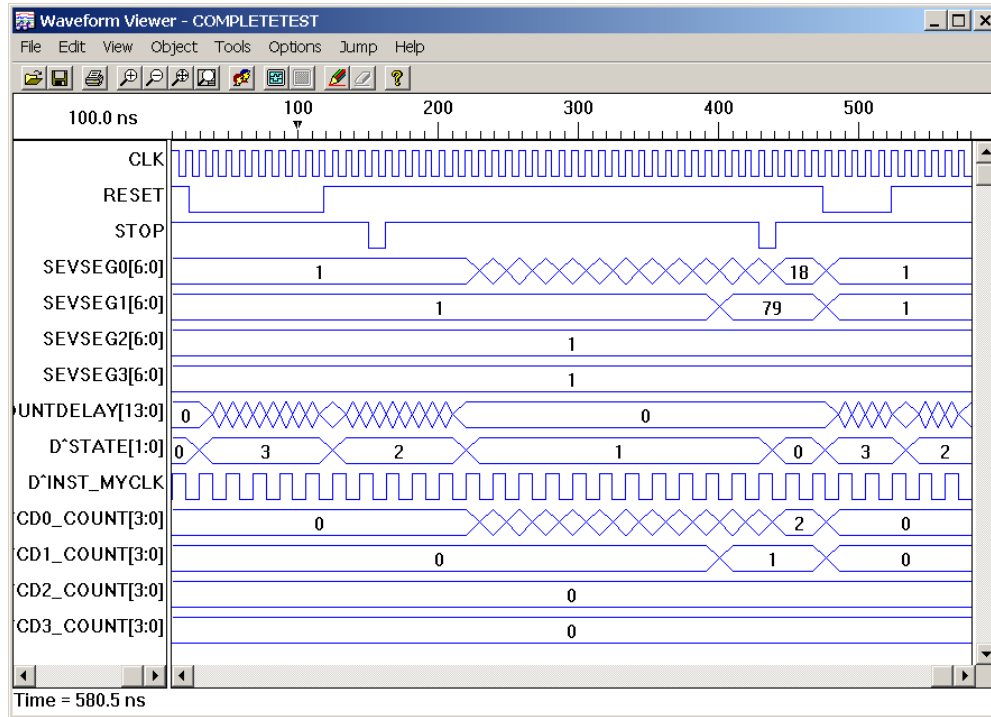 Waveform Viewer - COMPLETETEST
File Edit View Object Tools Options Jump Help
100.0 ns 100 200 300 400 500
CLK
RESET
STOP
SEVSEG0[6:0] 1 18 1
SEVSEG1[6:0] 1 79 1
SEVSEG2[6:0] 1
SEVSEG3[6:0] 1
UNTDELAY[13:0] 0 0
D^STATE[1:0] 0 3 2 1 0 3 2
D^INST_MYCLK
CD0_COUNT[3:0] 0 2 0
CD1_COUNT[3:0] 0 1 0
CD2_COUNT[3:0] 0
CD3_COUNT[3:0] 0
Time = 580.5 ns